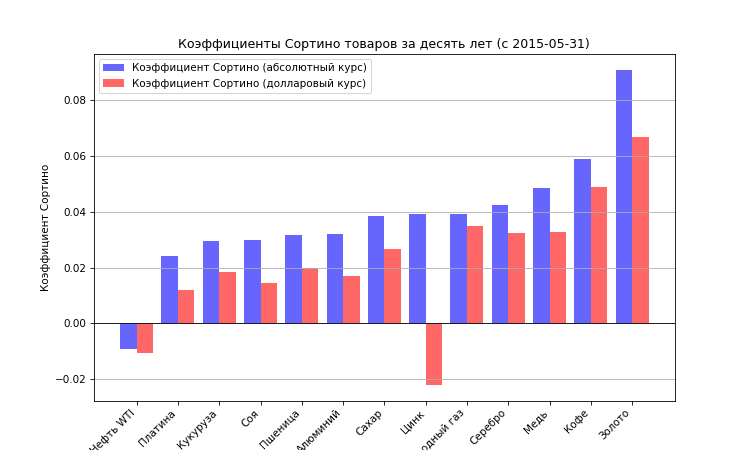 Коэффициенты Сортино товаров за десять лет (с 2015-05-31)
Коэффициент Сортино (абсолютный курс)
Коэффициент Сортино (долларовый курс)
Коэффициент Сортино
0.08
0.06
0.04
0.02
0.00
−0.02
Нефть WTI
Платина
Кукуруза
Соя
Пшеница
Алюминий
Сахар
Цинк
газ
Серебро
Медь
Кофе
Золото